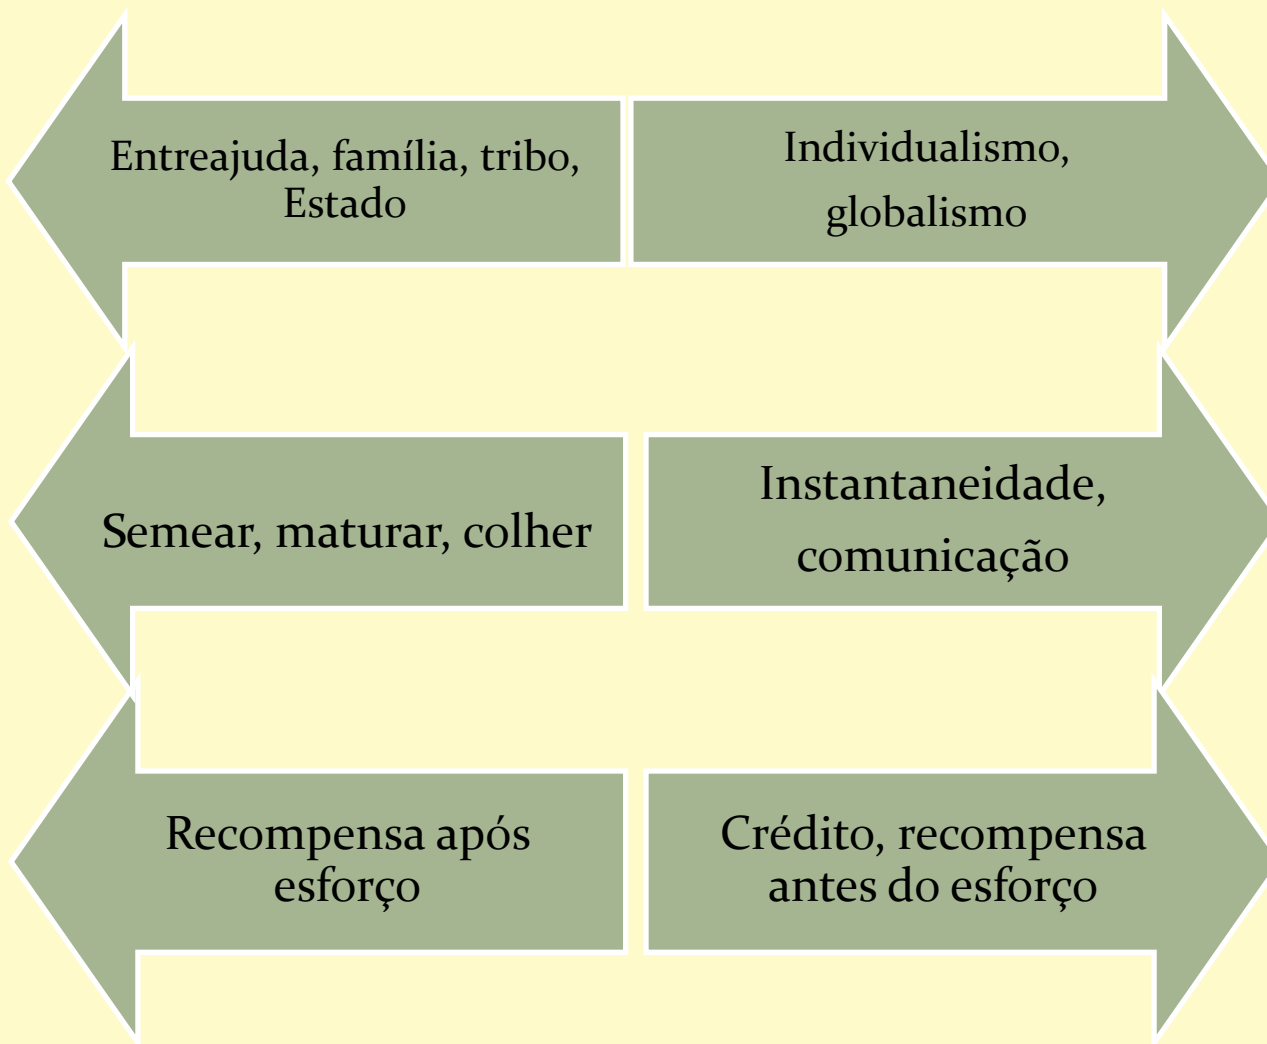 Entreajuda, família, tribo,
Estado
Individualismo,
globalismo
Semear, maturar, colher
Instantaneidade,
comunicação
Recompensa após
esforço
Crédito, recompensa
antes do esforço